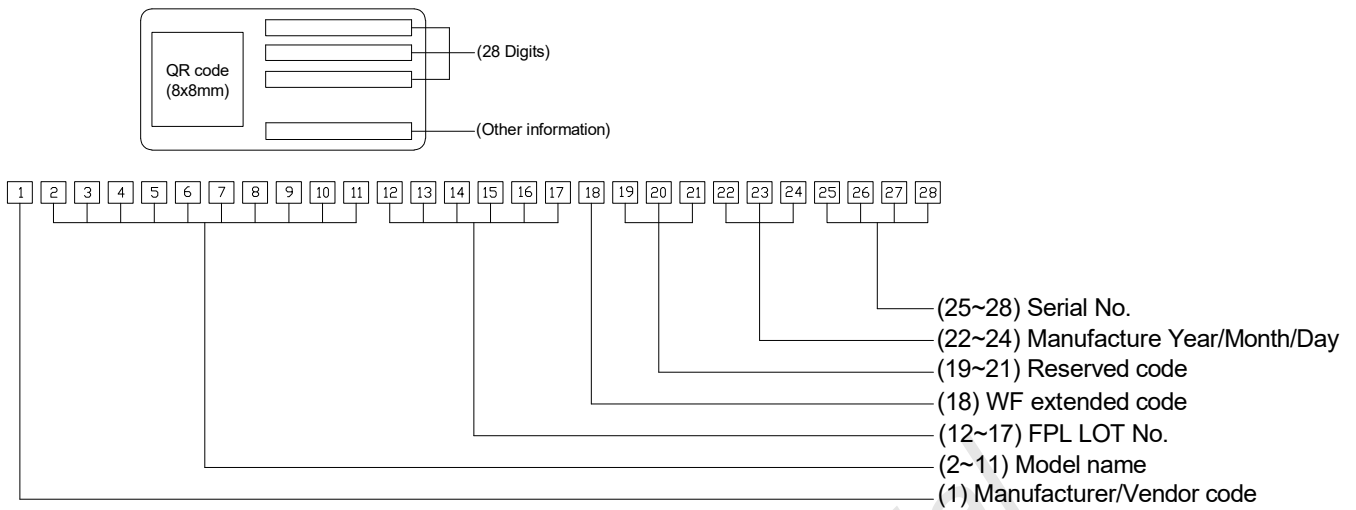 QR code
(8x8mm)
(28 Digits)
(Other information)
1 2 3 4 5 6 7 8 9 10 11 12 13 14 15 16 17 18 19 20 21 22 23 24 25 26 27 28
(25~28) Serial No.
(22~24) Manufacture Year/Month/Day
(19~21) Reserved code
(18) WF extended code
(12~17) FPL LOT No.
(2~11) Model name
(1) Manufacturer/Vendor code